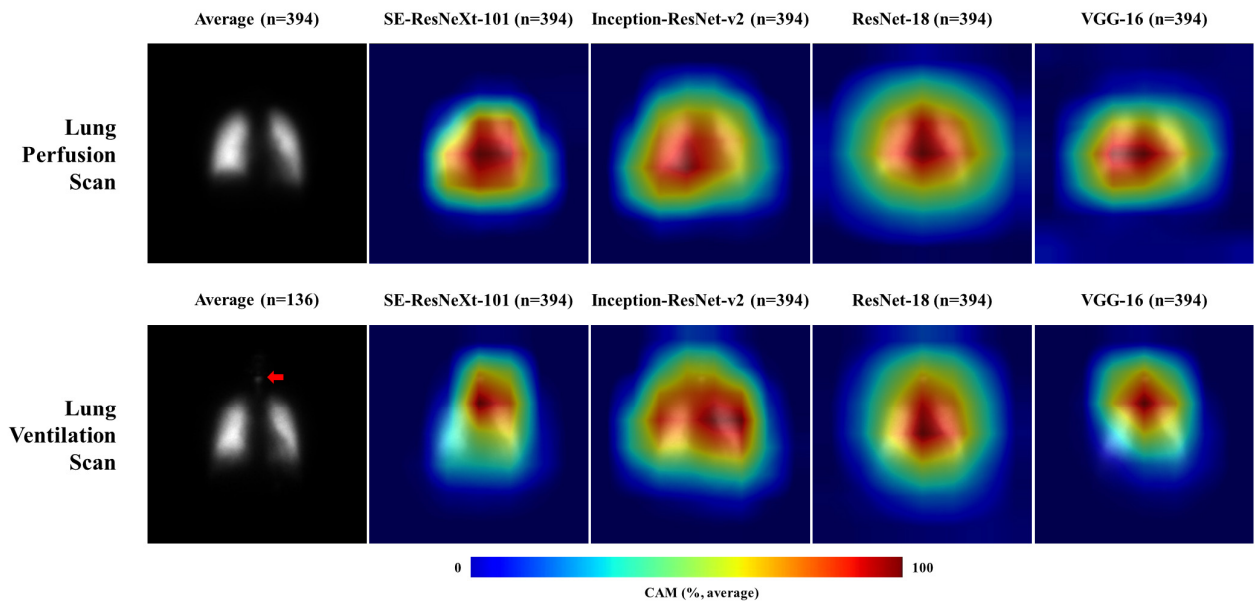 Average (n=394)
SE-ResNeXt-101 (n=394)
Inception-ResNet-v2 (n=394)
ResNet-18 (n=394)
VGG-16 (n=394)
Lung
Perfusion
Scan
Average (n=136)
SE-ResNeXt-101 (n=394)
Inception-ResNet-v2 (n=394)
ResNet-18 (n=394)
VGG-16 (n=394)
Lung
Ventilation
Scan
0
100
CAM (%, average)